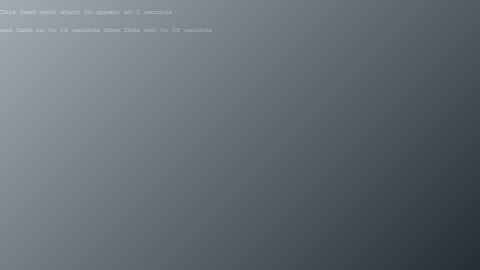 This text must start to appear at 1 seconds
and fade in to 10 seconds then fade out to 15 seconds